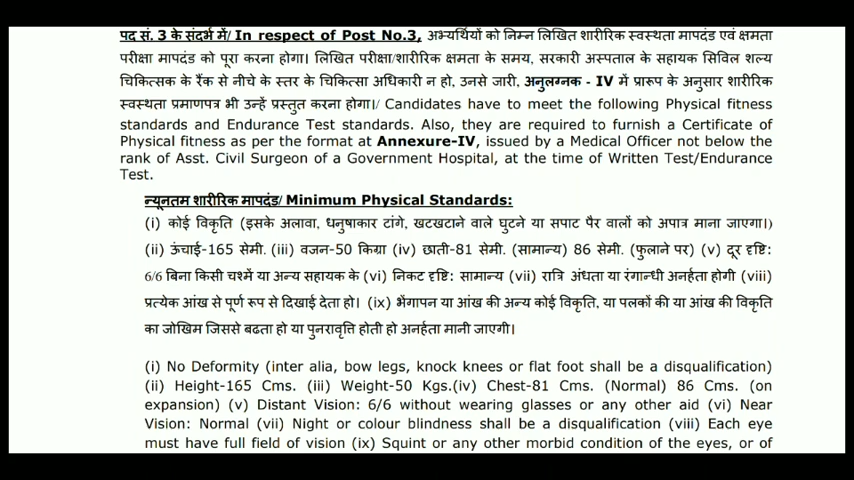 पद सं. 3 के संदर्भ में/ In respect of Post No.3, अभ्यर्थियों को निम्न लिखित शारीरिक स्वस्थता मापदंड एवं क्षमता
परीक्षा मापदंड को पूरा करना होगा। लिखित परीक्षा/शारीरिक क्षमता के समय, सरकारी अस्पताल के सहायक सिविल शल्य
चिकित्सक के रैंक से नीचे के स्तर के चिकित्सा अधिकारी न हो, उनसे जारी, अनुलग्नक - IV में प्रारूप के अनुसार शारीरिक
स्वस्थता प्रमाणपत्र भी उन्हें प्रस्तुत करना होगा।/ Candidates have to meet the following Physical fitness
standards and Endurance Test standards. Also, they are required to furnish a Certificate of
Physical fitness as per the format at Annexure-IV, issued by a Medical Officer not below the
rank of Asst. Civil Surgeon of a Government Hospital, at the time of Written Test/Endurance
Test.
न्यूनतम शारीरिक मापदंड/ Minimum Physical Standards:
(i) कोई विकृति (इसके अलावा, धनुषाकार टांगे, खटखटाने वाले घुटने या सपाट पैर वालों को अपात्र माना जाएगा।)
(ii) ऊंचाई-165 सेमी. (iii) वजन-50 किग्रा (iv) छाती-81 सेमी. (सामान्य) 86 सेमी. (फुलाने पर) (v) दूर दृष्टि:
6/6 बिना किसी चश्में या अन्य सहायक के (vi) निकट दृष्टि: सामान्य (vii) रात्रि अंधता या रंगान्धी अनर्हता होगी (viii)
प्रत्येक आंख से पूर्ण रूप से दिखाई देता हो। (ix) भेंगापन या आंख की अन्य कोई विकृति, या पलकों की या आंख की विकृति
का जोखिम जिससे बढता हो या पुनरावृत्ति होती हो अनर्हता मानी जाएगी।
(i) No Deformity (inter alia, bow legs, knock knees or flat foot shall be a disqualification)
(ii) Height-165 Cms. (iii) Weight-50 Kgs.(iv) Chest-81 Cms. (Normal) 86 Cms. (on
expansion) (v) Distant Vision: 6/6 without wearing glasses or any other aid (vi) Near
Vision: Normal (vii) Night or colour blindness shall be a disqualification (viii) Each eye
must have full field of vision (ix) Squint or any other morbid condition of the eyes, or of